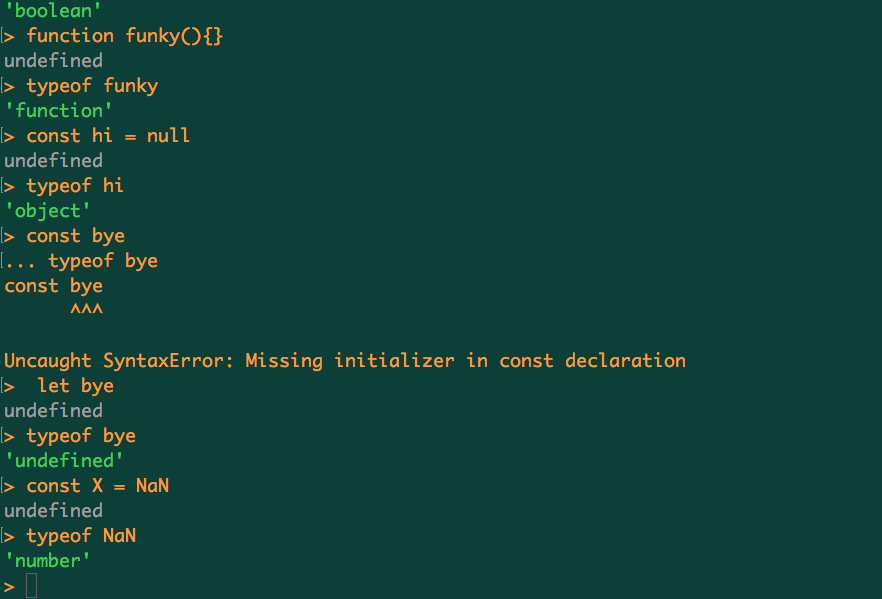 'boolean'
> function funky(){}
undefined
> typeof funky
'function'
> const hi = null
undefined
> typeof hi
'object'
> const bye
... typeof bye
const bye
      ^^^

Uncaught SyntaxError: Missing initializer in const declaration
>  let bye
undefined
> typeof bye
'undefined'
> const X = NaN
undefined
> typeof NaN
'number'
>